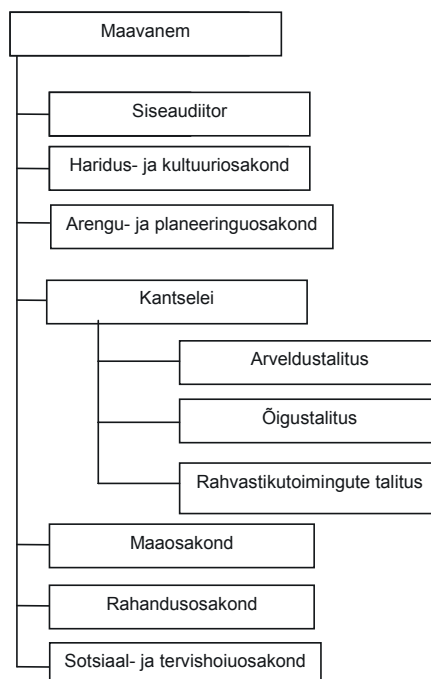 Maavanem
Siseaudiitor
Haridus- ja kultuuriosakond
Arengu- ja planeeringuosakond
Kantselei
Arveldustalitus
Õigustalitus
Rahvastikutoimingute talitus
Maaosakond
Rahandusosakond
Sotsiaal- ja tervishoiuosakond